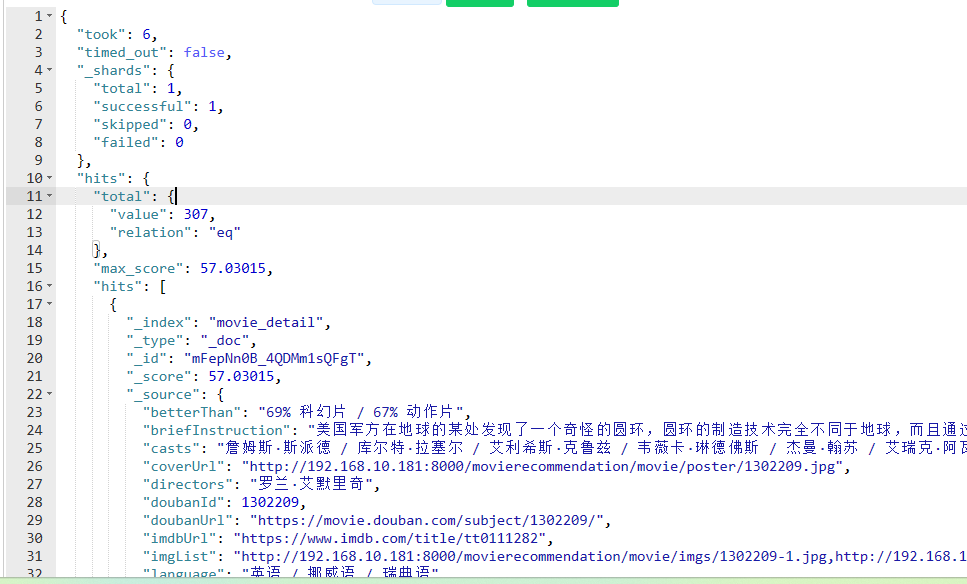 1 {
2 "took": 6,
3 "timed_out": false,
4 "_shards": {
5 "total": 1,
6 "successful": 1,
7 "skipped": 0,
8 "failed": 0
9 },
10 "hits": {
11 "total": {
12 "value": 307,
13 "relation": "eq"
14 },
15 "max_score": 57.03015,
16 "hits": [
17 {
18 "_index": "movie_detail",
19 "_type": "_doc",
20 "_id": "mFepNn0B_4QDMm1sQFgT",
21 "_score": 57.03015,
22 "_source": {
23 "betterThan": "69% 科幻片 / 67% 动作片",
24 "briefInstruction": "美国军方在地球的某处发现了一个奇怪的圆环，圆环的制造技术完全不同于地球，而且通过
25 "casts": "詹姆斯·斯派德 / 库尔特·拉塞尔 / 艾利希斯·克鲁兹 / 韦薇卡·琳德佛斯 / 杰曼·翰苏 / 艾瑞克·阿瓦
26 "coverUrl": "http://192.168.10.181:8000/movierecommendation/movie/poster/1302209.jpg",
27 "directors": "罗兰·艾默里奇",
28 "doubanId": 1302209,
29 "doubanUrl": "https://movie.douban.com/subject/1302209/",
30 "imdbUrl": "https://www.imdb.com/title/tt0111282",
31 "imgList": "http://192.168.10.181:8000/movierecommendation/movie/imgs/1302209-1.jpg,http://192.168.1
32 "language": "英语 / 挪威语 / 瑞典语"